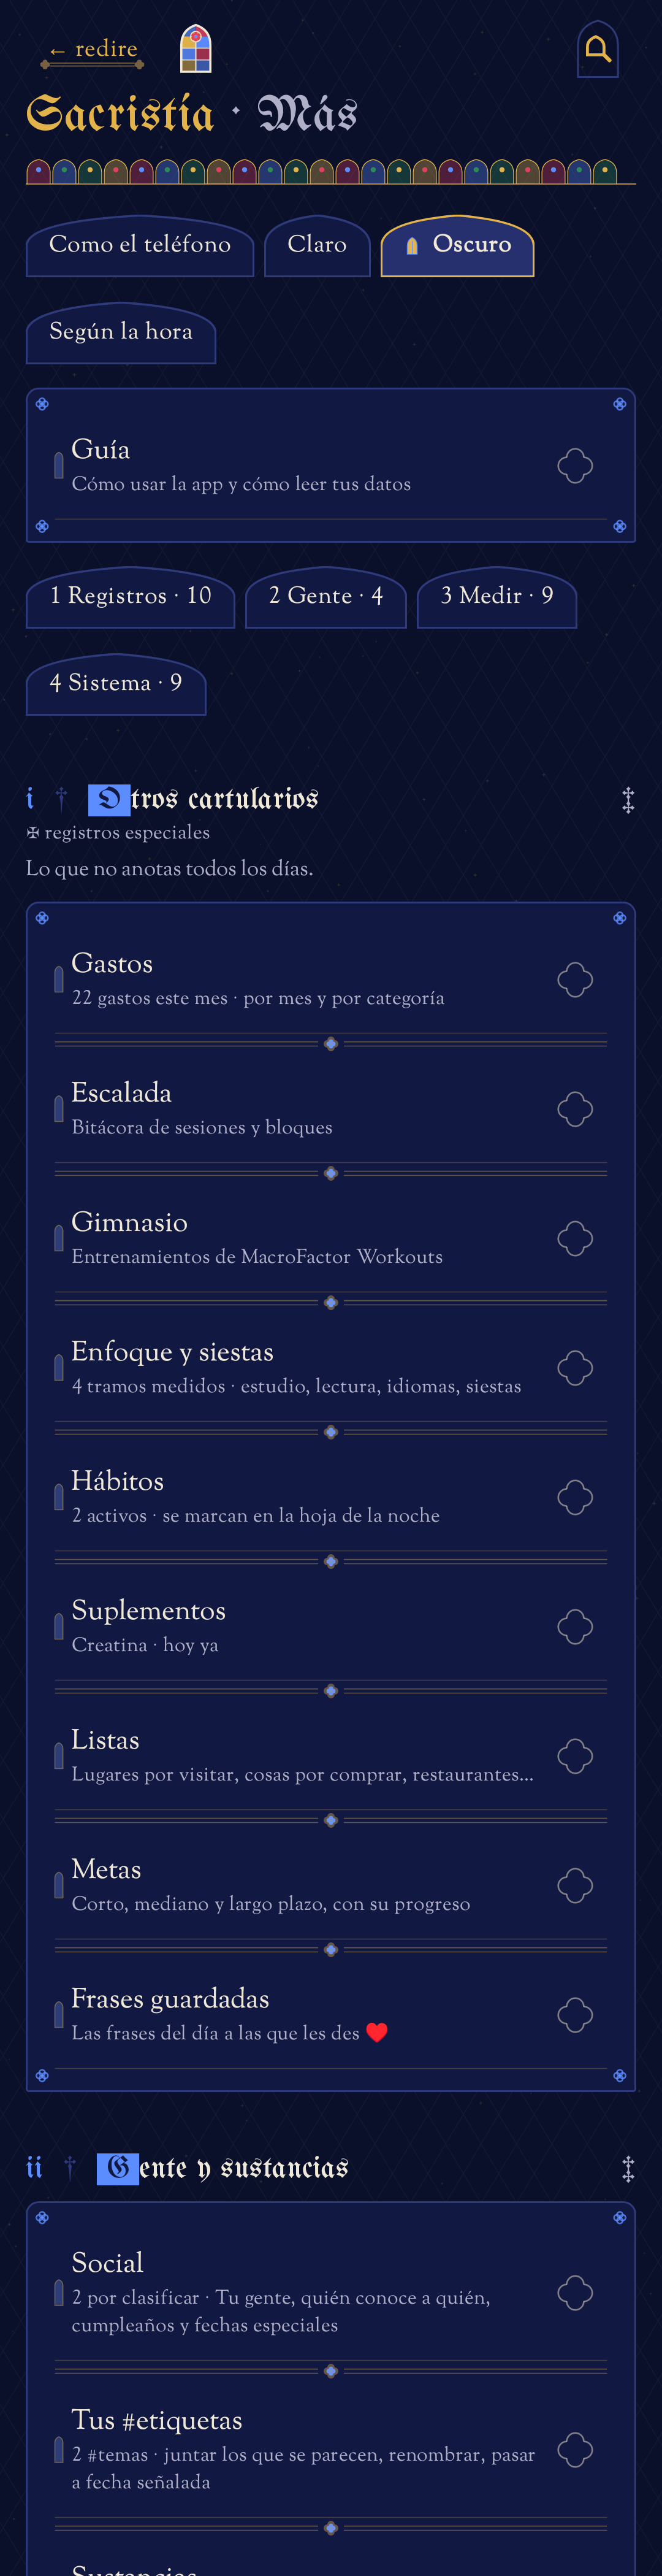 ← redire
Sacristía · Más
Como el teléfono
Claro
Oscuro
Según la hora
Guía
Cómo usar la app y cómo leer tus datos
1 Registros · 10
2 Gente · 4
3 Medir · 9
4 Sistema · 9
i † Otros cartularios
✠ registros especiales
Lo que no anotas todos los días.
Gastos
22 gastos este mes · por mes y por categoría
Escalada
Bitácora de sesiones y bloques
Gimnasio
Entrenamientos de MacroFactor Workouts
Enfoque y siestas
4 tramos medidos · estudio, lectura, idiomas, siestas
Hábitos
2 activos · se marcan en la hoja de la noche
Suplementos
Creatina · hoy ya
Listas
Lugares por visitar, cosas por comprar, restaurantes…
Metas
Corto, mediano y largo plazo, con su progreso
Frases guardadas
Las frases del día a las que les des ❤️
ii † Gente y sustancias
Social
2 por clasificar · Tu gente, quién conoce a quién,
cumpleaños y fechas especiales
Tus #etiquetas
2 #temas · juntar los que se parecen, renombrar, pasar
a fecha señalada